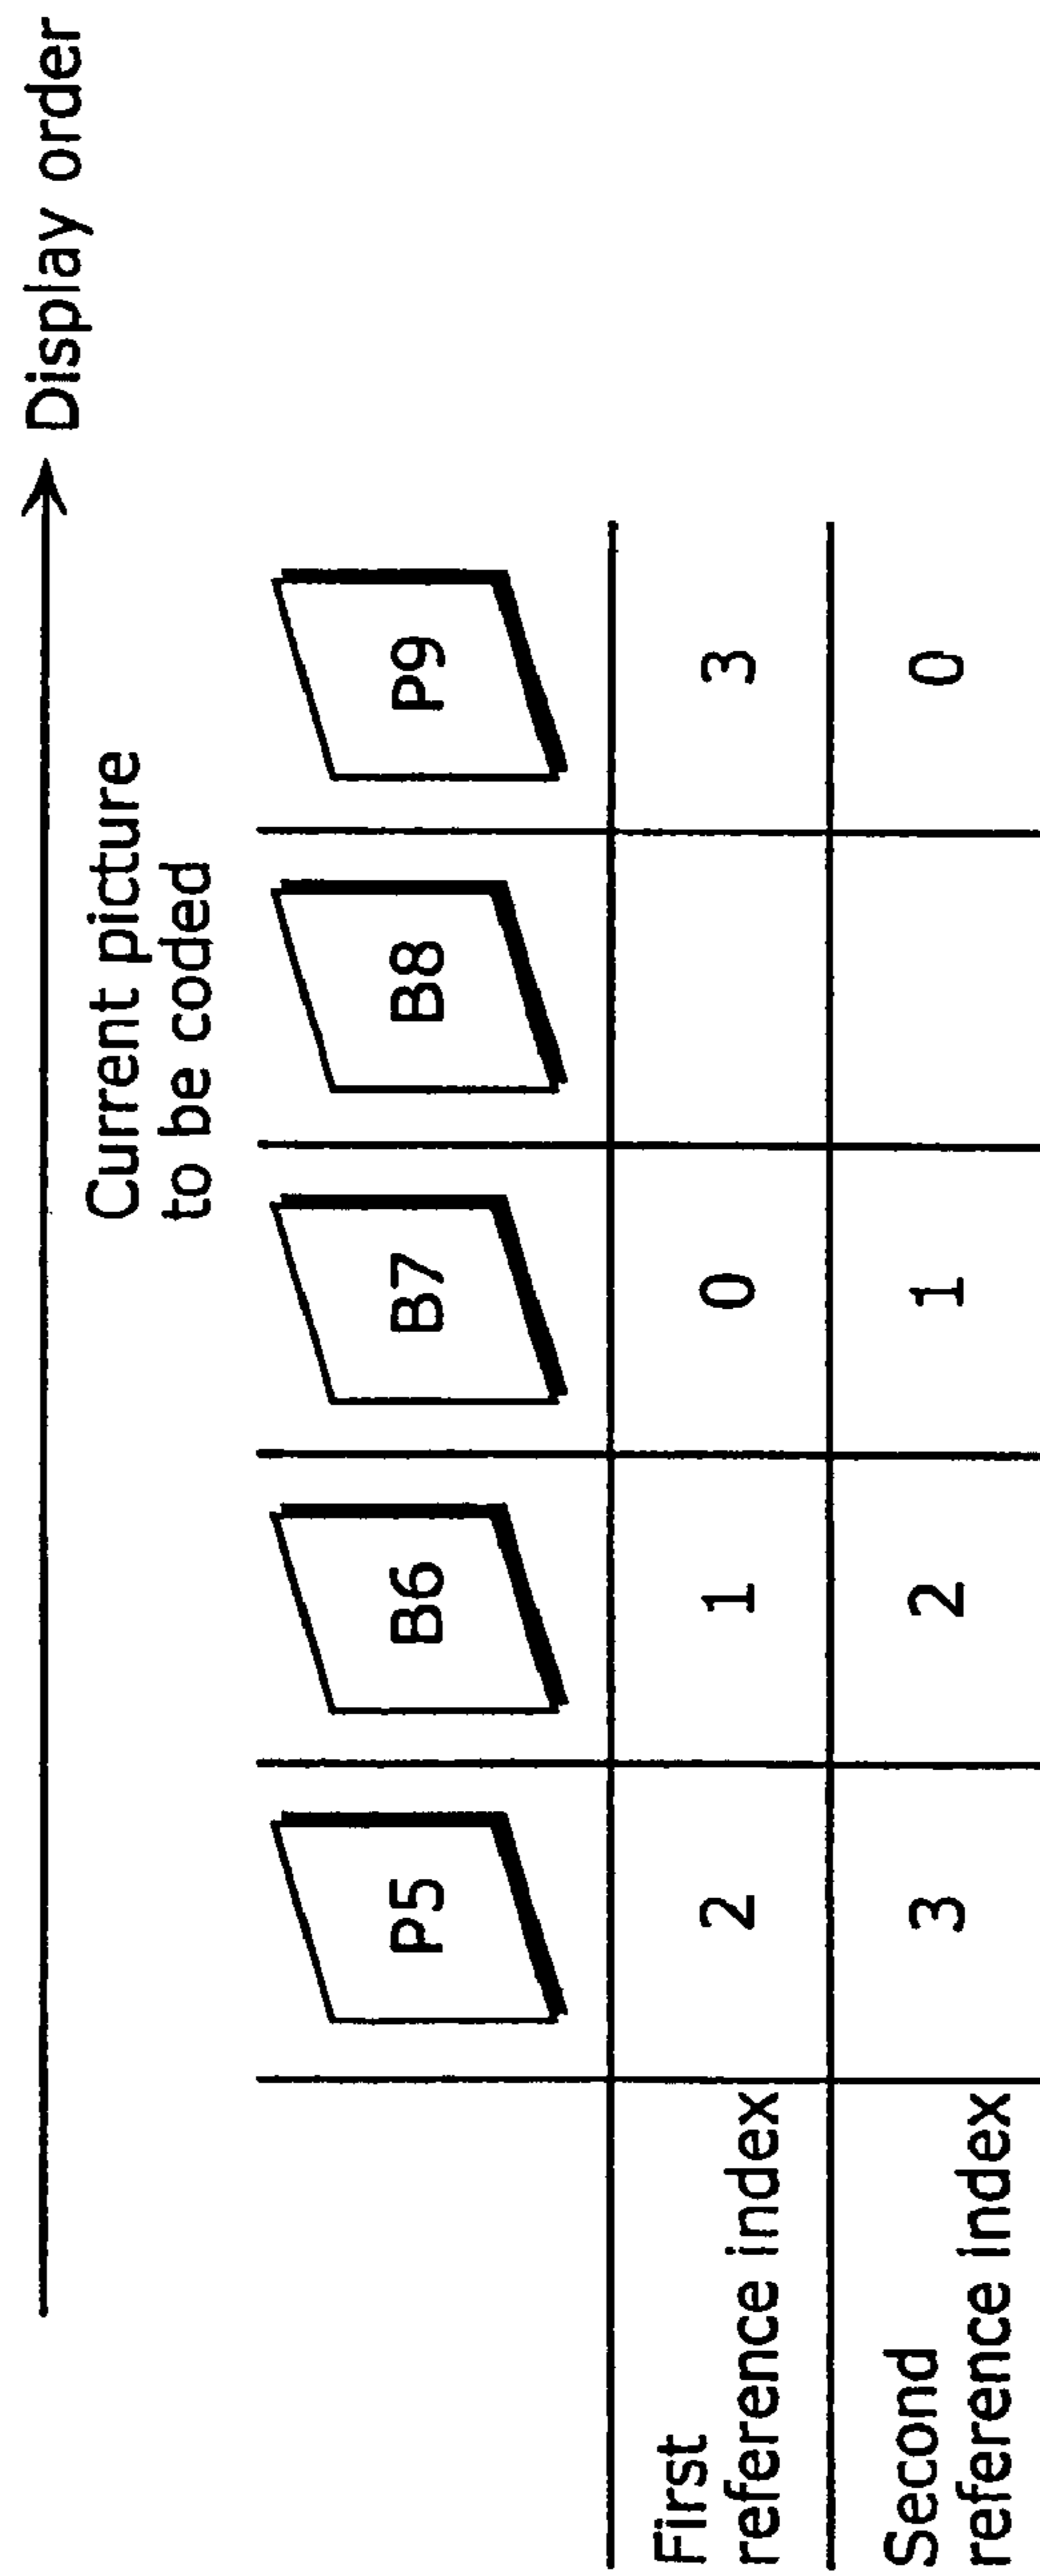 Display order
Current picture
to be coded
P5 B6 B7 B8 P9
First
reference index 2 1 0 3
Second
reference index 3 2 1 0